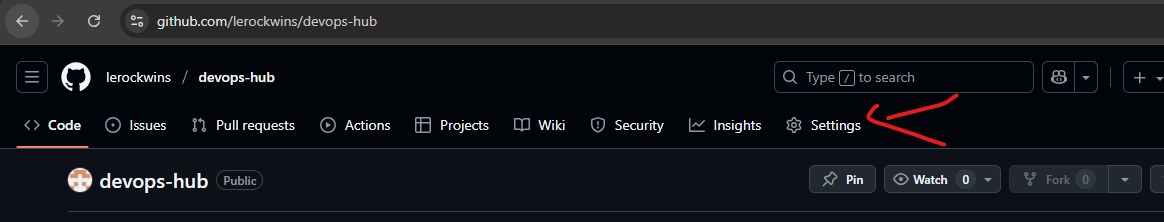 github.com/lerockwins/devops-hub
lerockwins / devops-hub Type / to search
Code Issues Pull requests Actions Projects Wiki Security Insights Settings
devops-hub Public Pin Watch 0 Fork 0